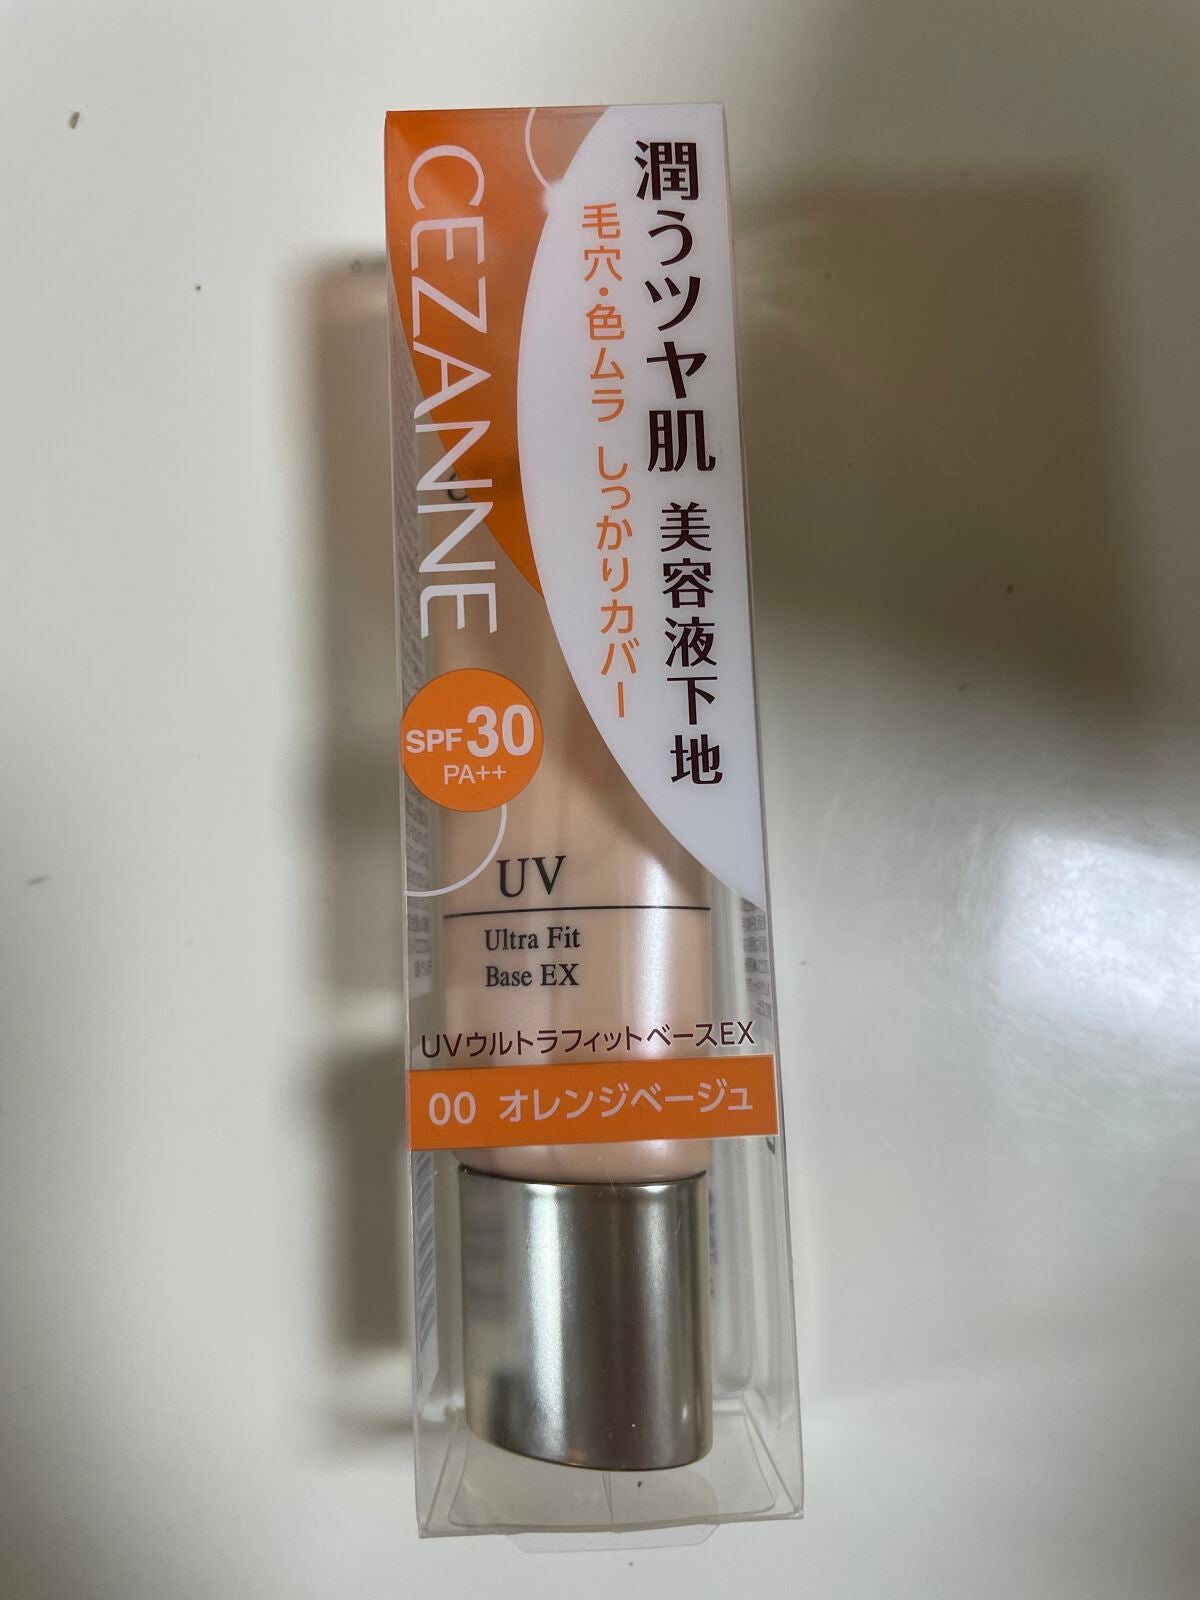 潤うツヤ肌 美容液下地
毛穴・色ムラ しっかりカバー
CEZANNE
SPF30
PA++
UV
Ultra Fit
Base EX
UVウルトラフィットベースEX
00 オレンジベージュ